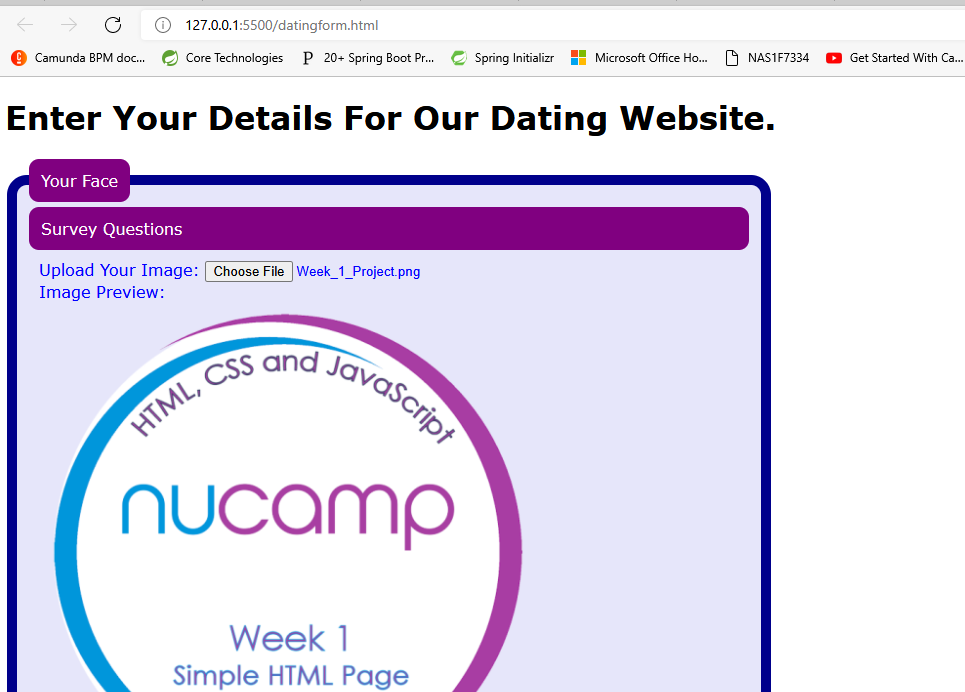 127.0.0.1:5500/datingform.html
Camunda BPM doc... Core Technologies 20+ Spring Boot Pr... Spring Initializr Microsoft Office Ho... NAS1F7334 Get Started With Ca...
Enter Your Details For Our Dating Website.
Your Face
Survey Questions
Upload Your Image: Choose File Week_1_Project.png
Image Preview:
HTML, CSS and JavaScript
nucamp
Week 1
Simple HTML Page